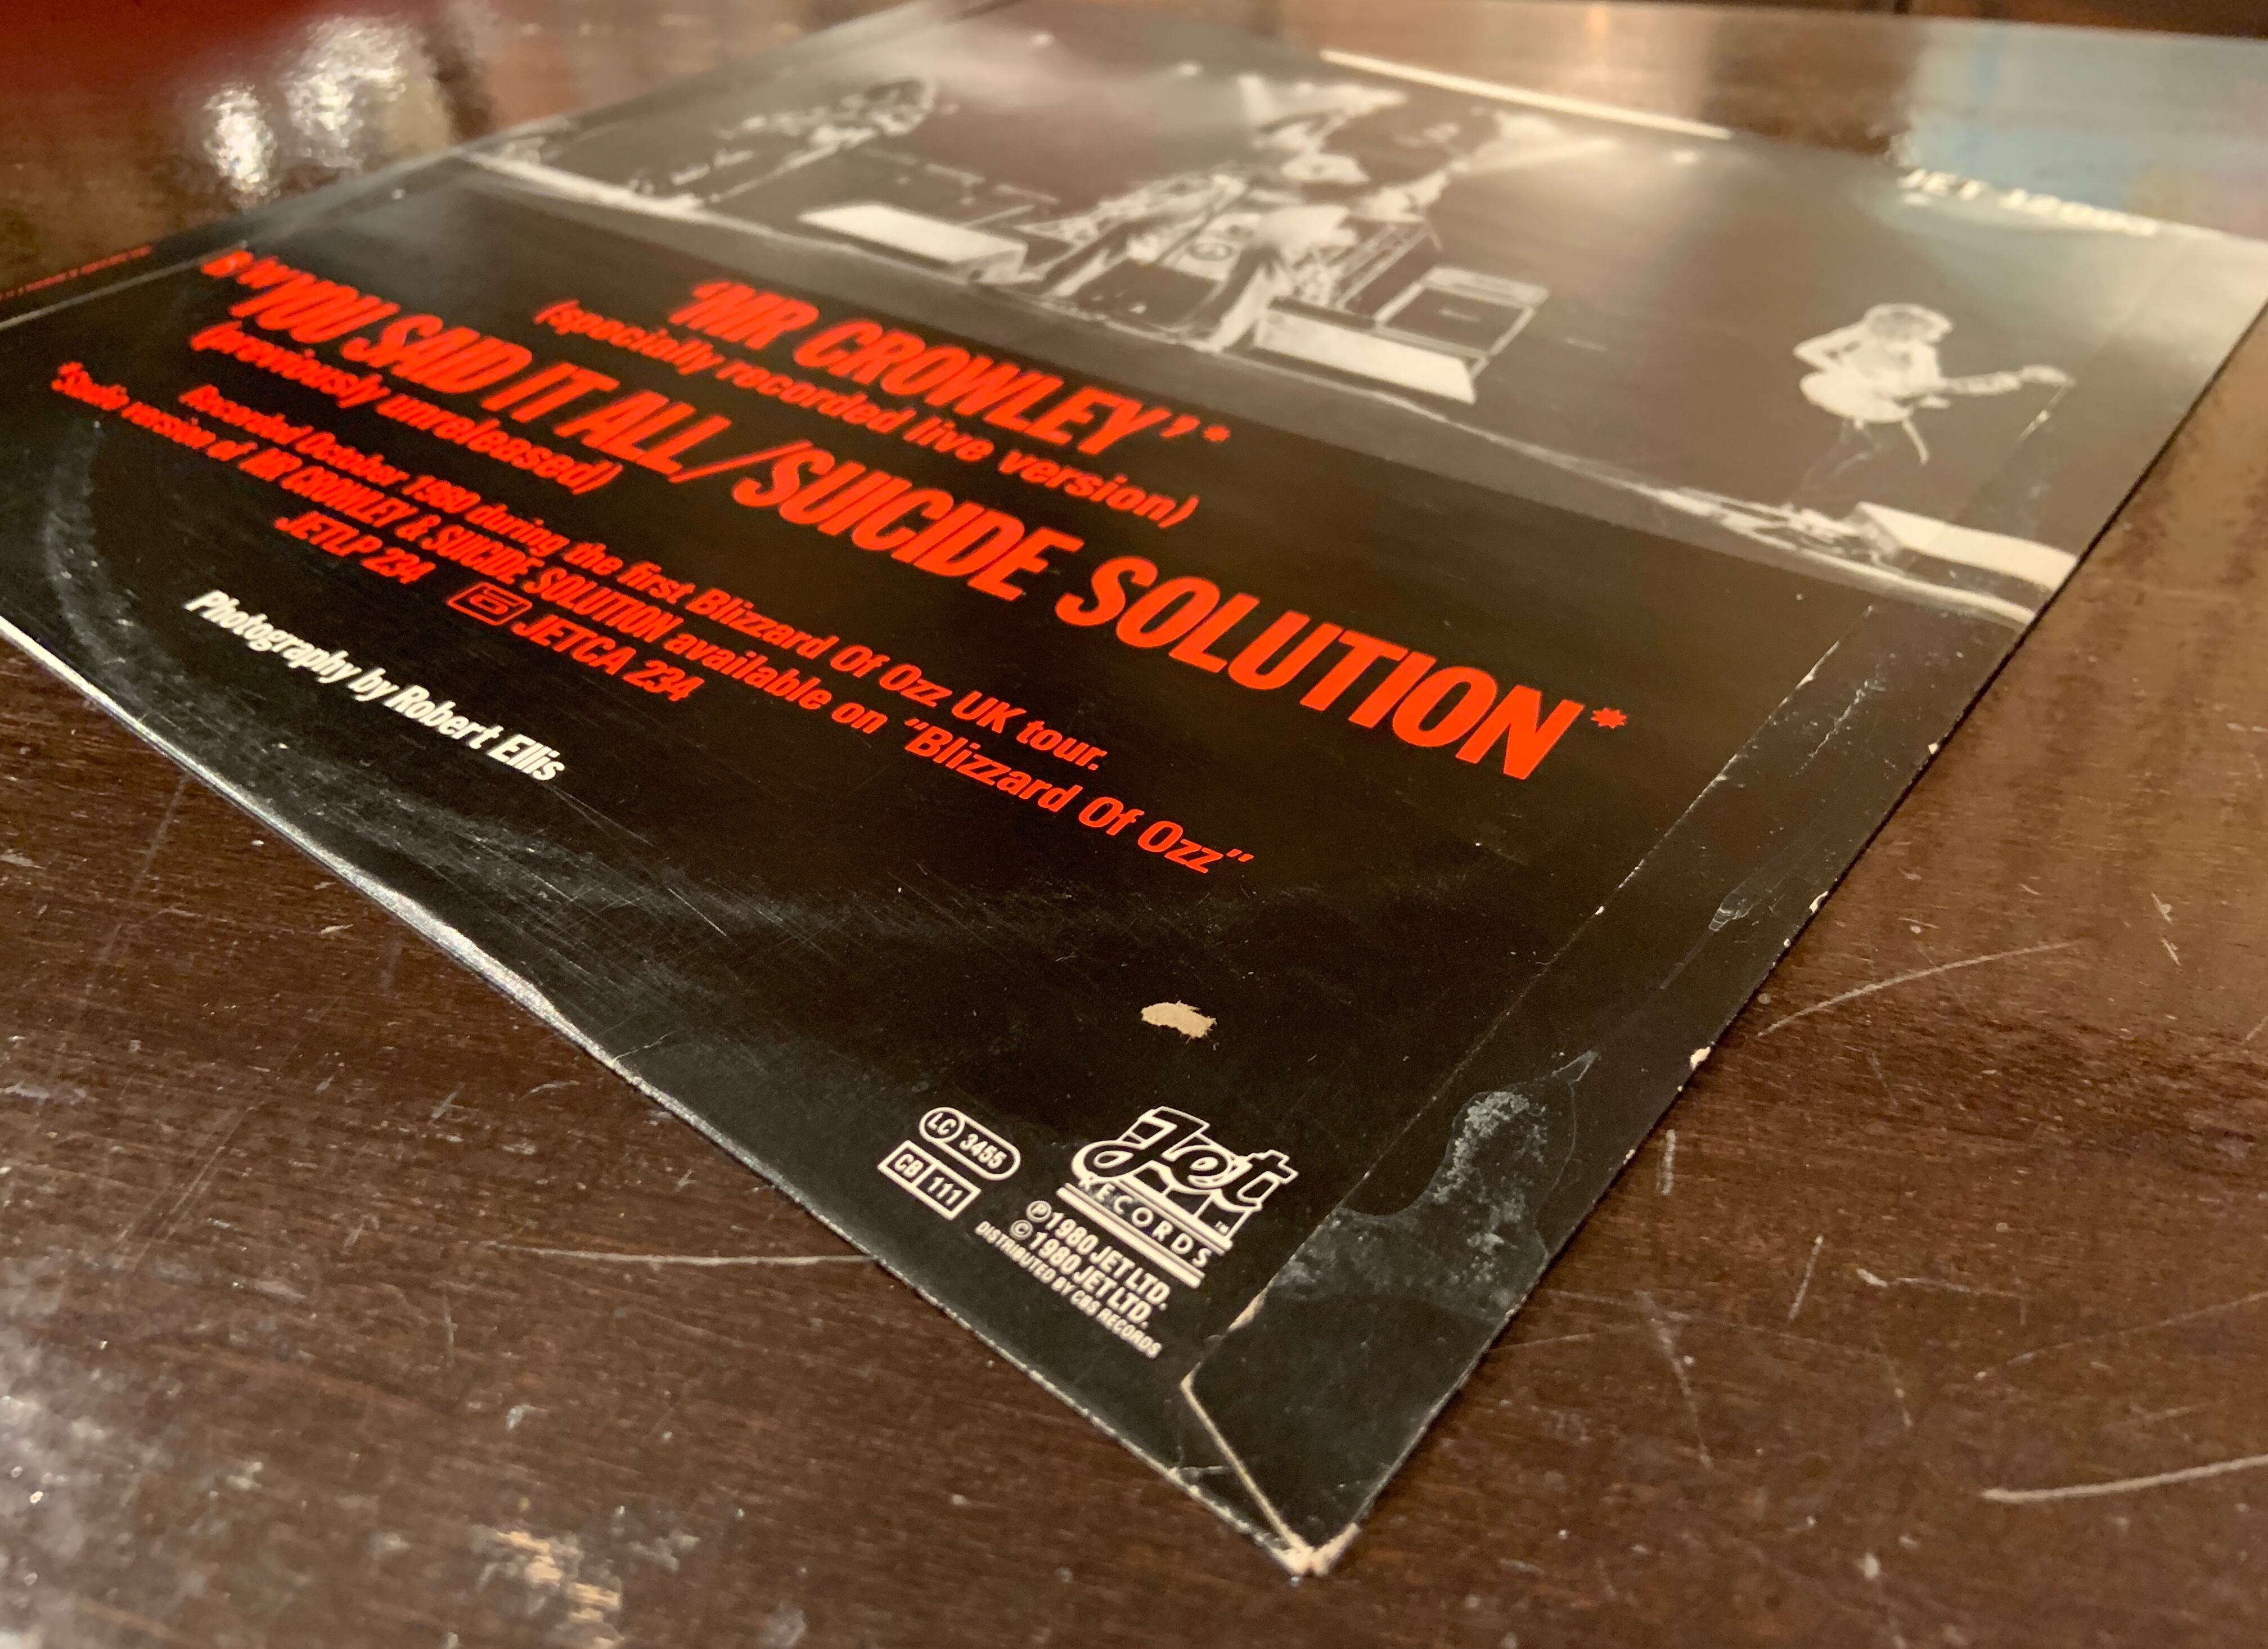 'MR CROWLEY'*
(specially recorded live version)
"YOU SAID IT ALL/SUICIDE SOLUTION*
(previously unreleased)
Recorded October 1980 during the first Blizzard Of Ozz UK tour.
*Studio version of MR CROWLEY & SUICIDE SOLUTION available on "Blizzard Of Ozz"
JETLP 234 JETCA 234
Photography by Robert Ellis
LC 3455
CB 111
Jet
RECORDS
TM
℗1980 JET LTD.
©1980 JET LTD.
DISTRIBUTED BY CBS RECORDS
JET